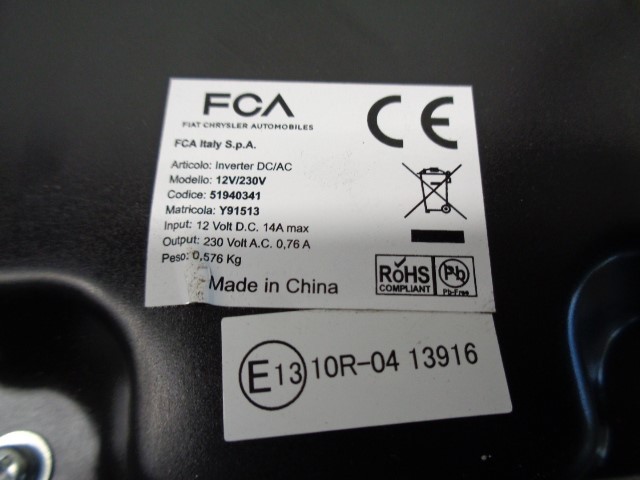 FCA
FIAT CHRYSLER AUTOMOBILES
CE
FCA Italy S.p.A.
Articolo: Inverter DC/AC
Modello: 12V/230V
Codice: 51940341
Matricola: Y91513
Input: 12 Volt D.C. 14A max
Output: 230 Volt A.C. 0,76 A
Peso: 0,576 Kg
Made in China
RoHS
COMPLIANT
Pb
Pb-Free
E13 10R-04 13916